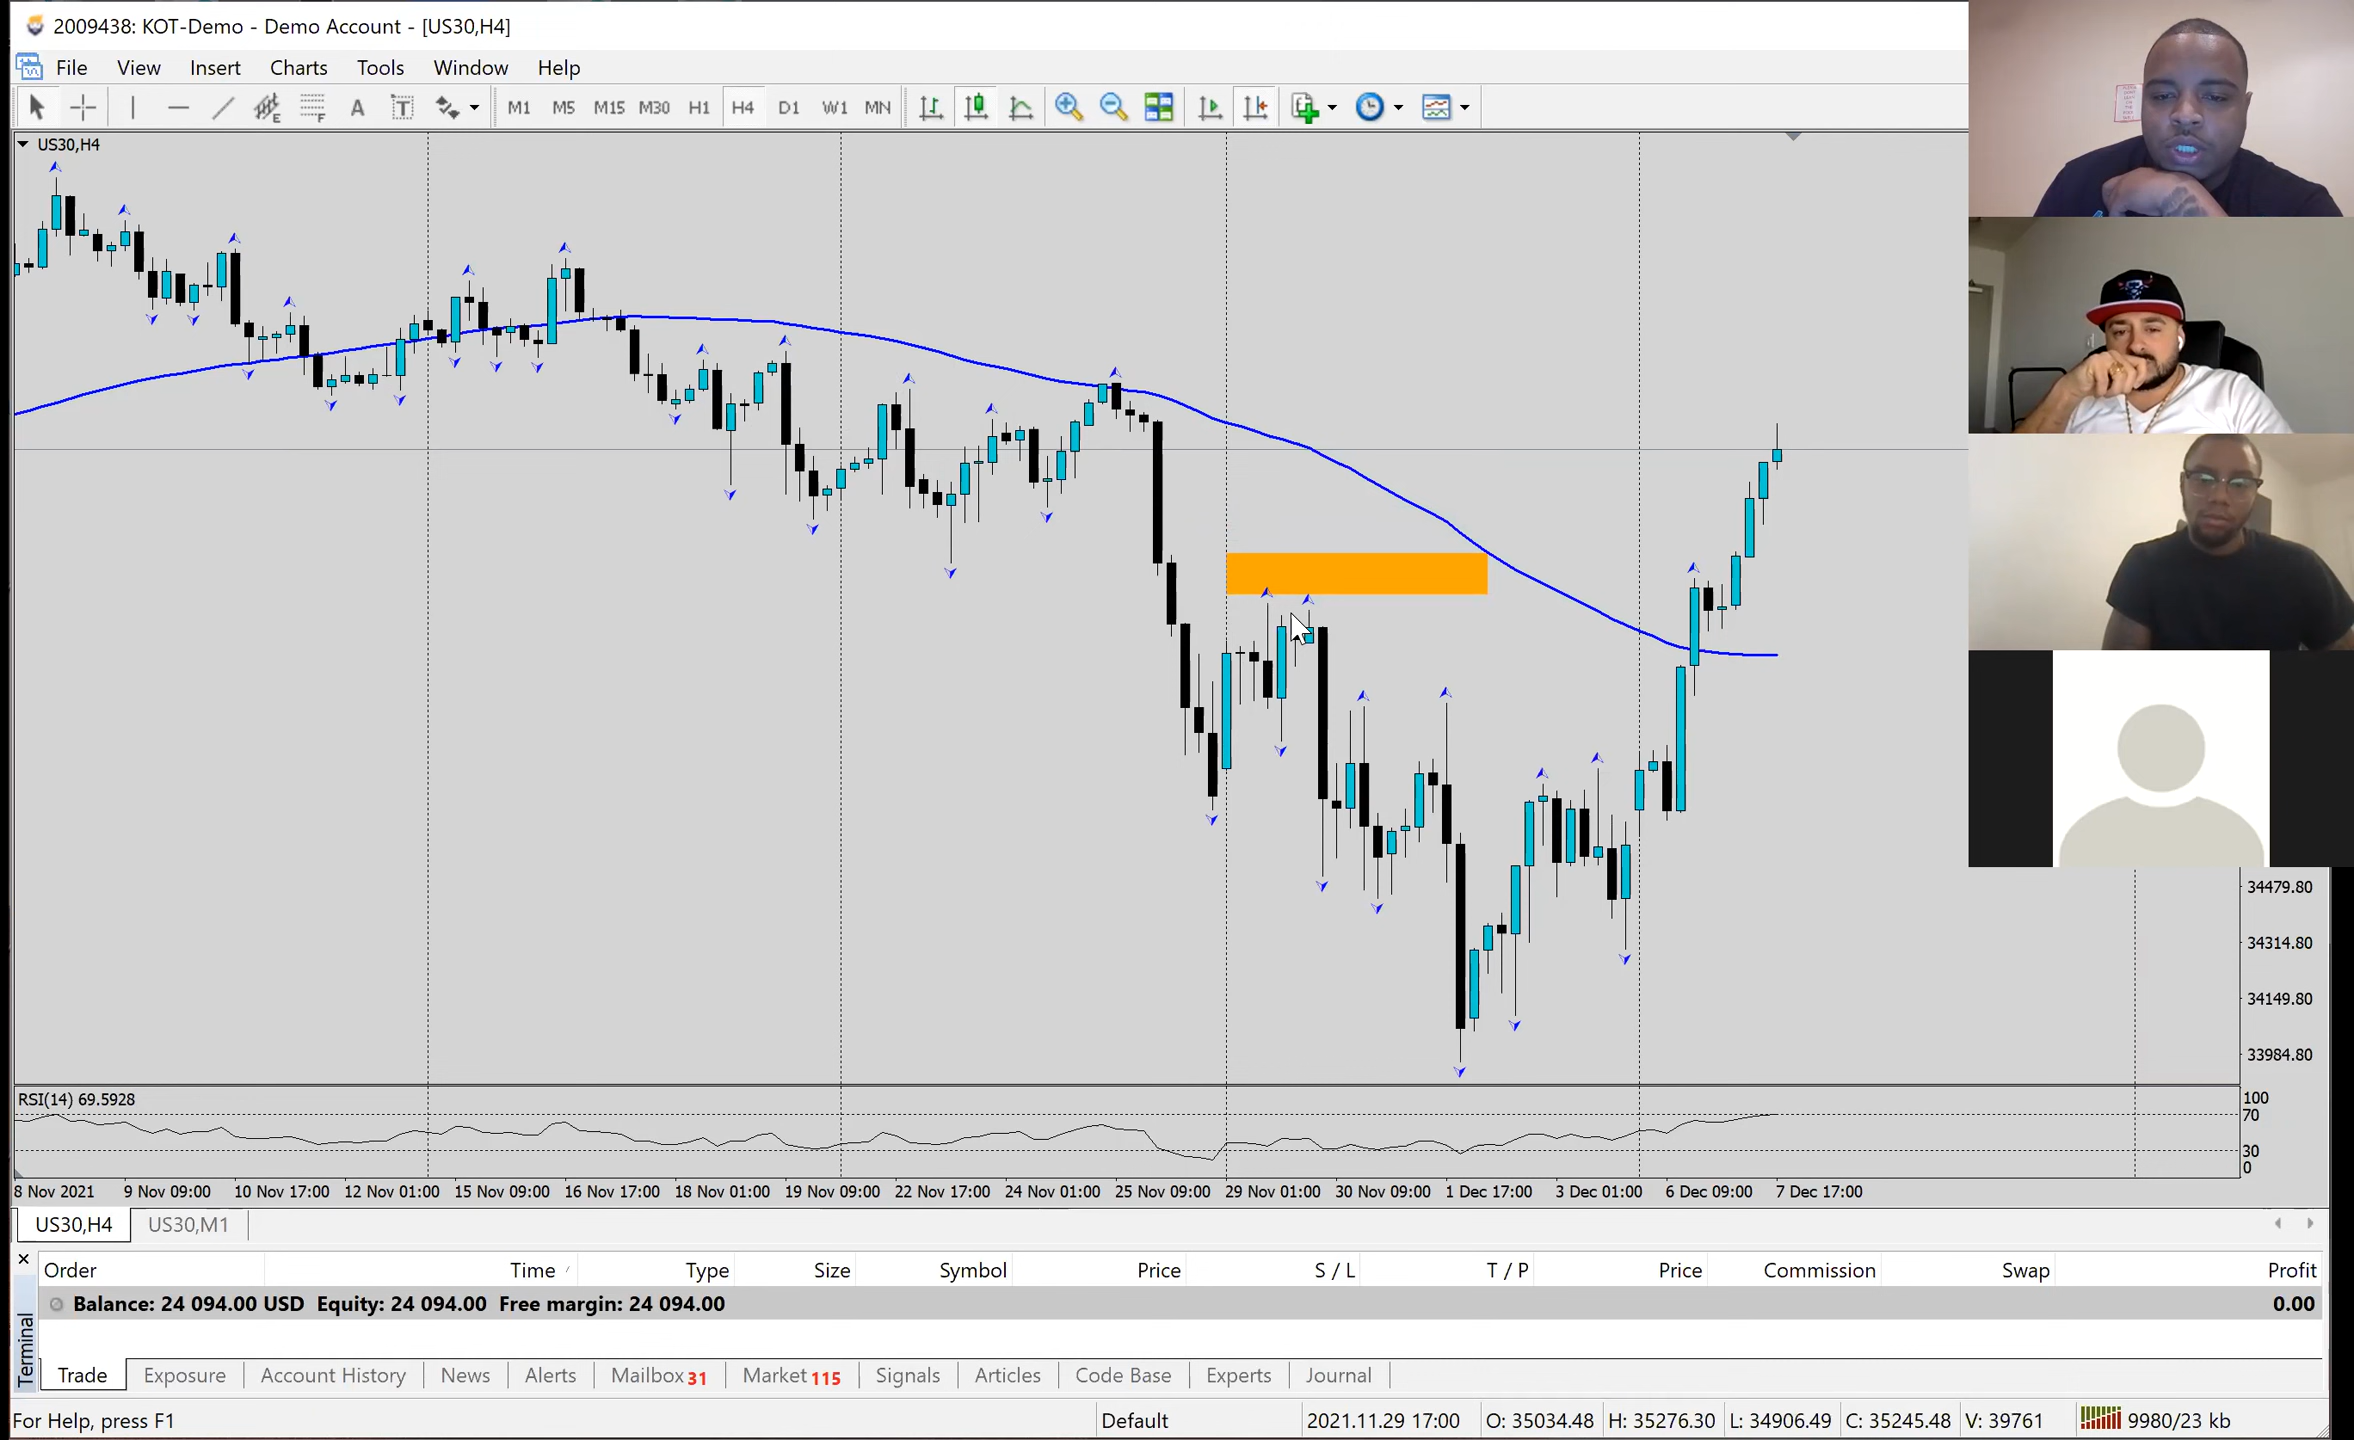 2009438: KOT-Demo - Demo Account - [US30,H4]
File View Insert Charts Tools Window Help
A T M1 M5 M15 M30 H1 H4 D1 W1 MN
US30,H4
34479.80
34314.80
34149.80
33984.80
RSI(14) 69.5928
100
70
30
0
8 Nov 2021 9 Nov 09:00 10 Nov 17:00 12 Nov 01:00 15 Nov 09:00 16 Nov 17:00 18 Nov 01:00 19 Nov 09:00 22 Nov 17:00 24 Nov 01:00 25 Nov 09:00 29 Nov 01:00 30 Nov 09:00 1 Dec 17:00 3 Dec 01:00 6 Dec 09:00 7 Dec 17:00
US30,H4 US30,M1
Order Time Type Size Symbol Price S / L T / P Price Commission Swap Profit
Balance: 24 094.00 USD Equity: 24 094.00 Free margin: 24 094.00 0.00
Terminal
Trade Exposure Account History News Alerts Mailbox 31 Market 115 Signals Articles Code Base Experts Journal
For Help, press F1 Default 2021.11.29 17:00 O: 35034.48 H: 35276.30 L: 34906.49 C: 35245.48 V: 39761 9980/23 kb